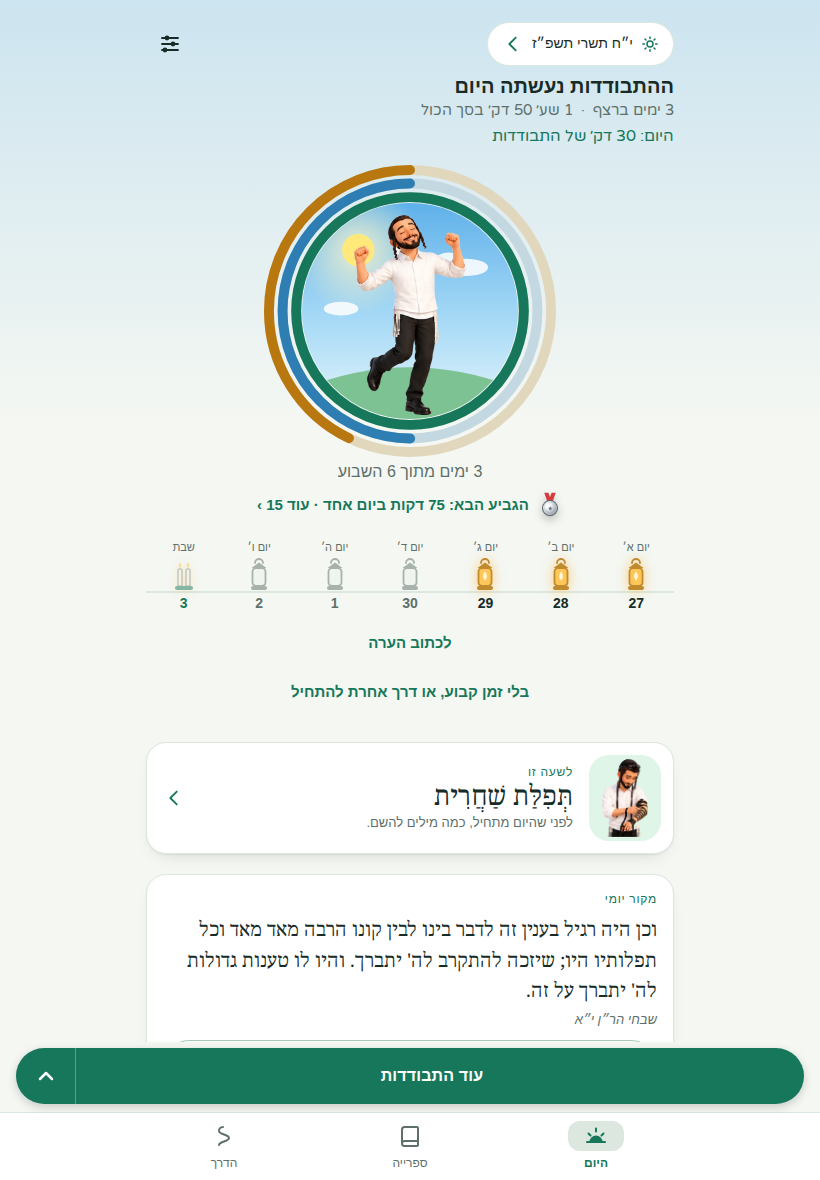 י״ח תשרי תשפ״ז
ההתבודדות נעשתה היום
3 ימים ברצף · 1 שע׳ 50 דק׳ בסך הכול
היום: 30 דק׳ של התבודדות
3 ימים מתוך 6 השבוע
הגביע הבא: 75 דקות ביום אחד · עוד 15 ›
יום א׳ יום ב׳ יום ג׳ יום ד׳ יום ה׳ יום ו׳ שבת
27 28 29 30 1 2 3
לכתוב הערה
בלי זמן קבוע, או דרך אחרת להתחיל
לשעה זו
תְּפִלַּת שַׁחֲרִית
לפני שהיום מתחיל, כמה מילים להשם.
מקור יומי
וכן היה רגיל בענין זה לדבר בינו לבין קונו הרבה מאד מאד וכל
תפלותיו היו; שיזכה להתקרב לה' יתברך. והיו לו טענות גדולות
לה' יתברך על זה.
שבחי הר״ן י״א
עוד התבודדות
היום ספרייה הדרך